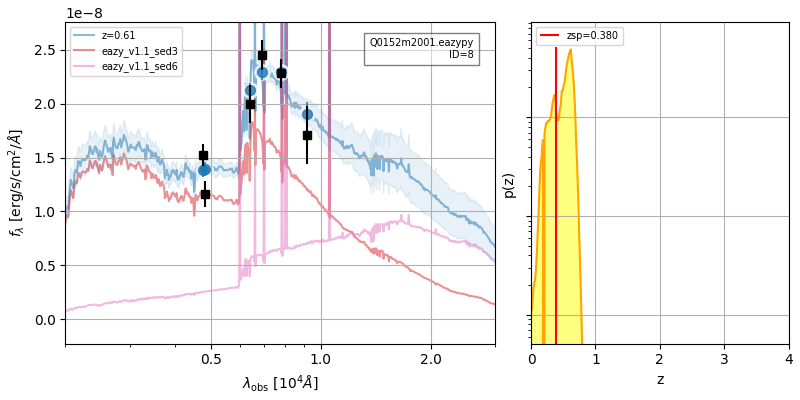 1e−8
z=0.61
eazy_v1.1_sed3
eazy_v1.1_sed6
Q0152m2001.eazypy
ID=8
2.5
2.0
1.5
1.0
0.5
0.0
fλ [erg/s/cm²/Å]
0.5
1.0
2.0
λobs [10⁴Å]
zsp=0.380
p(z)
0
1
2
3
4
z